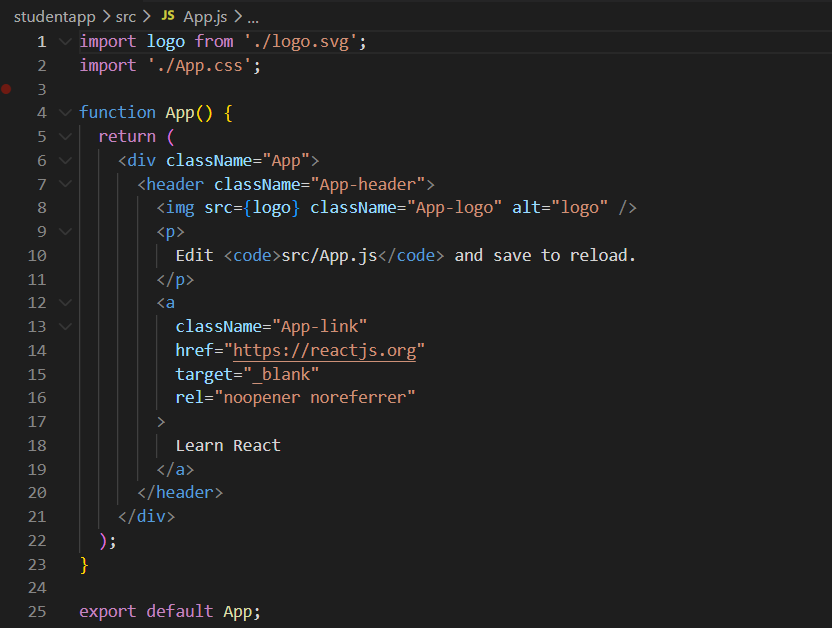 studentapp > src > JS App.js > ...
1 import logo from './logo.svg';
2 import './App.css';
3
4 function App() {
5   return (
6     <div className="App">
7       <header className="App-header">
8         <img src={logo} className="App-logo" alt="logo" />
9         <p>
10           Edit <code>src/App.js</code> and save to reload.
11         </p>
12         <a
13           className="App-link"
14           href="https://reactjs.org"
15           target="_blank"
16           rel="noopener noreferrer"
17         >
18           Learn React
19         </a>
20       </header>
21     </div>
22   );
23 }
24
25 export default App;